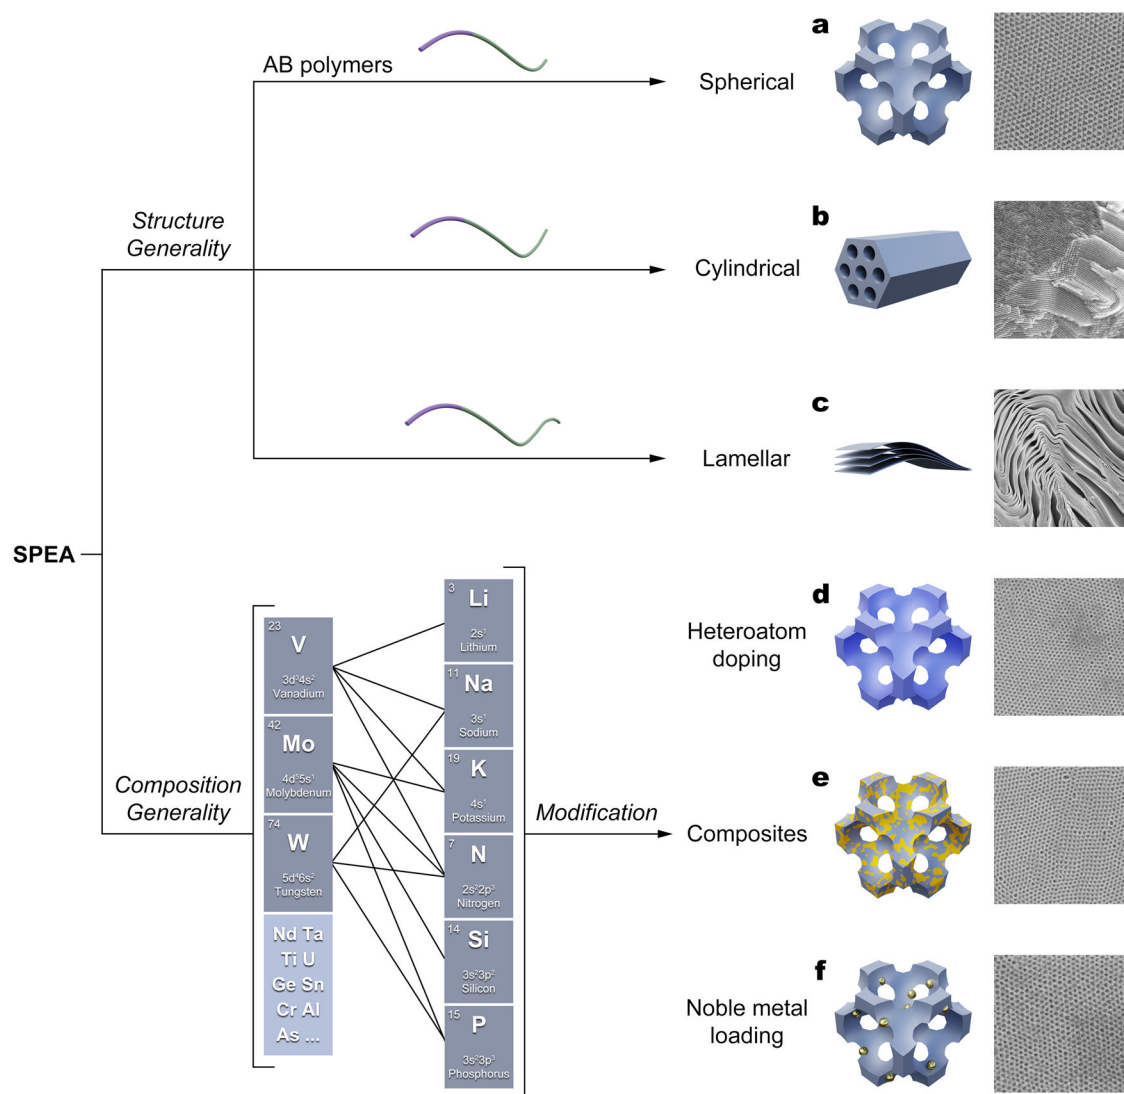 AB polymers
a
Spherical
Structure
Generality
b
Cylindrical
c
Lamellar
SPEA
Composition
Generality
23
V
3d³4s²
Vanadium
42
Mo
4d⁵5s¹
Molybdenum
74
W
5d⁴6s²
Tungsten
Nd Ta
Ti U
Ge Sn
Cr Al
As ...
3
Li
2s¹
Lithium
11
Na
3s¹
Sodium
19
K
4s¹
Potassium
7
N
2s²2p³
Nitrogen
14
Si
3s²3p²
Silicon
15
P
3s²3p³
Phosphorus
Modification
d
Heteroatom
doping
e
Composites
f
Noble metal
loading